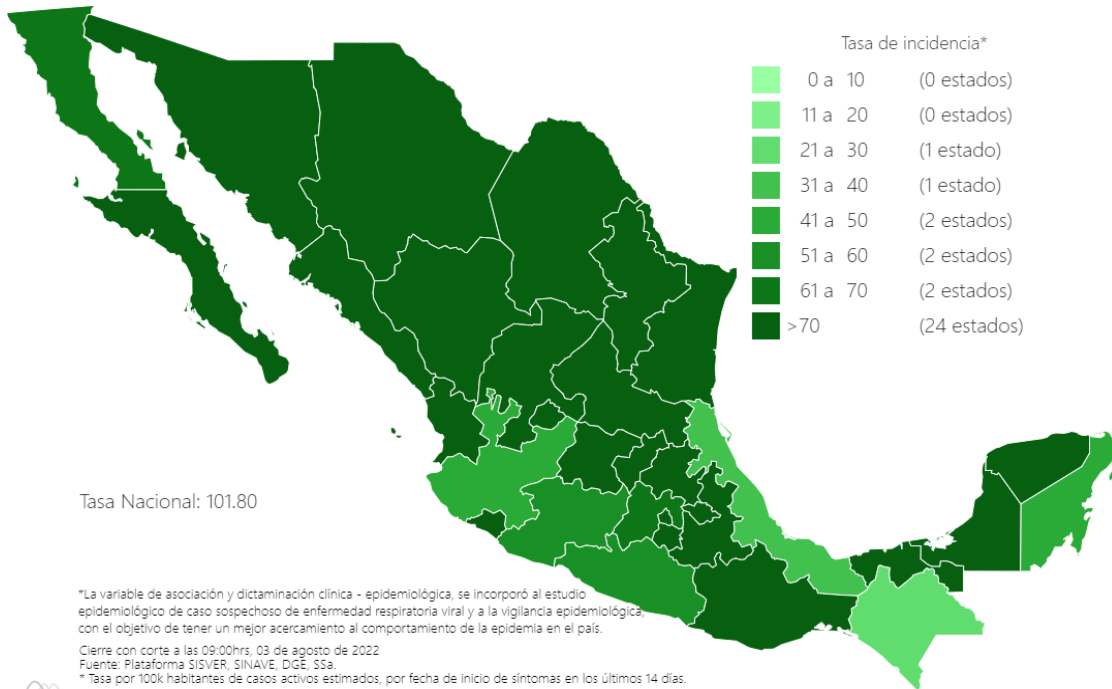 Tasa de incidencia*
0 a 10 (0 estados)
11 a 20 (0 estados)
21 a 30 (1 estado)
31 a 40 (1 estado)
41 a 50 (2 estados)
51 a 60 (2 estados)
61 a 70 (2 estados)
>70 (24 estados)
Tasa Nacional: 101.80
*La variable de asociación y dictaminación clínica - epidemiológica, se incorporó al estudio
epidemiológico de caso sospechoso de enfermedad respiratoria viral y a la vigilancia epidemiológica,
con el objetivo de tener un mejor acercamiento al comportamiento de la epidemia en el país.
Cierre con corte a las 09:00hrs, 03 de agosto de 2022
Fuente: Plataforma SISVER, SINAVE, DGE, SSa.
* Tasa por 100k habitantes de casos activos estimados, por fecha de inicio de síntomas en los últimos 14 días.